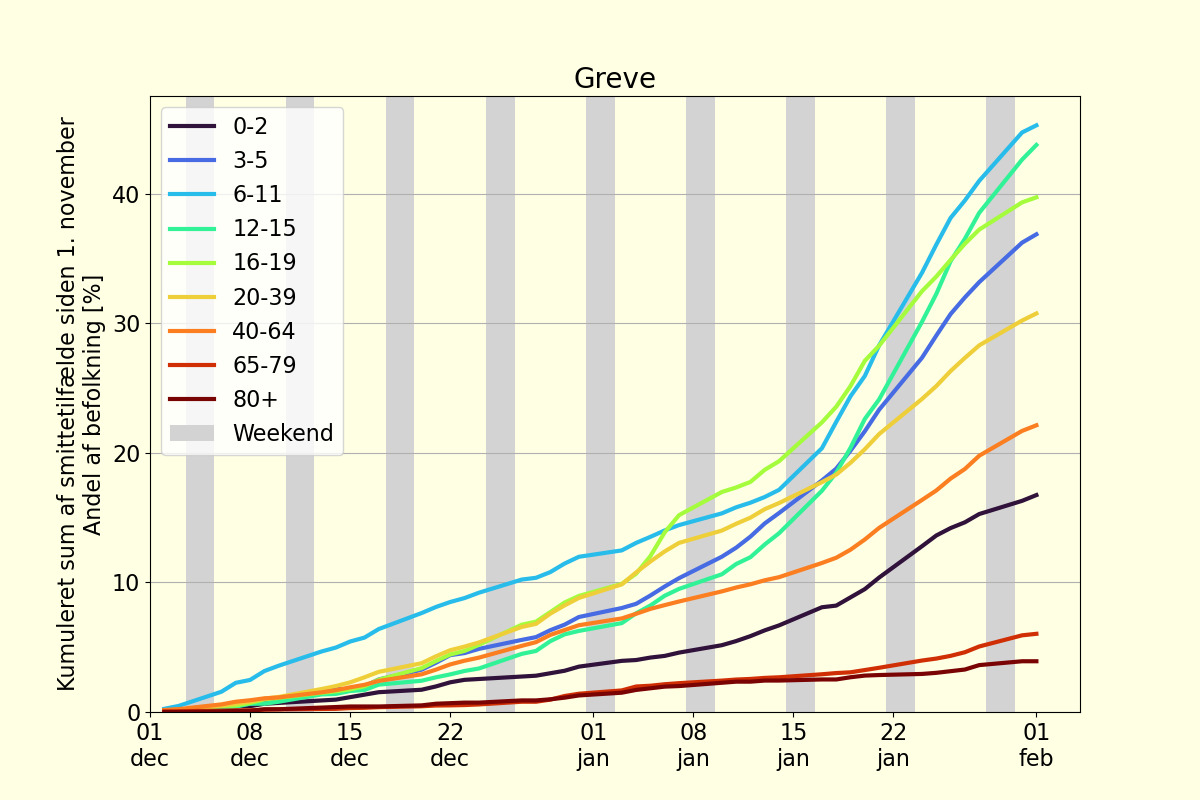 Greve
Kumuleret sum af smittetilfælde siden 1. november
Andel af befolkning [%]
0-2
3-5
6-11
12-15
16-19
20-39
40-64
65-79
80+
Weekend
40
30
20
10
0
01 08 15 22 01 08 15 22 01
dec dec dec dec jan jan jan jan feb